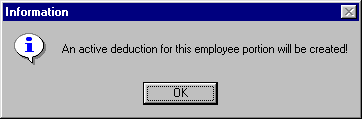 Information
An active deduction for this employee portion will be created!
OK